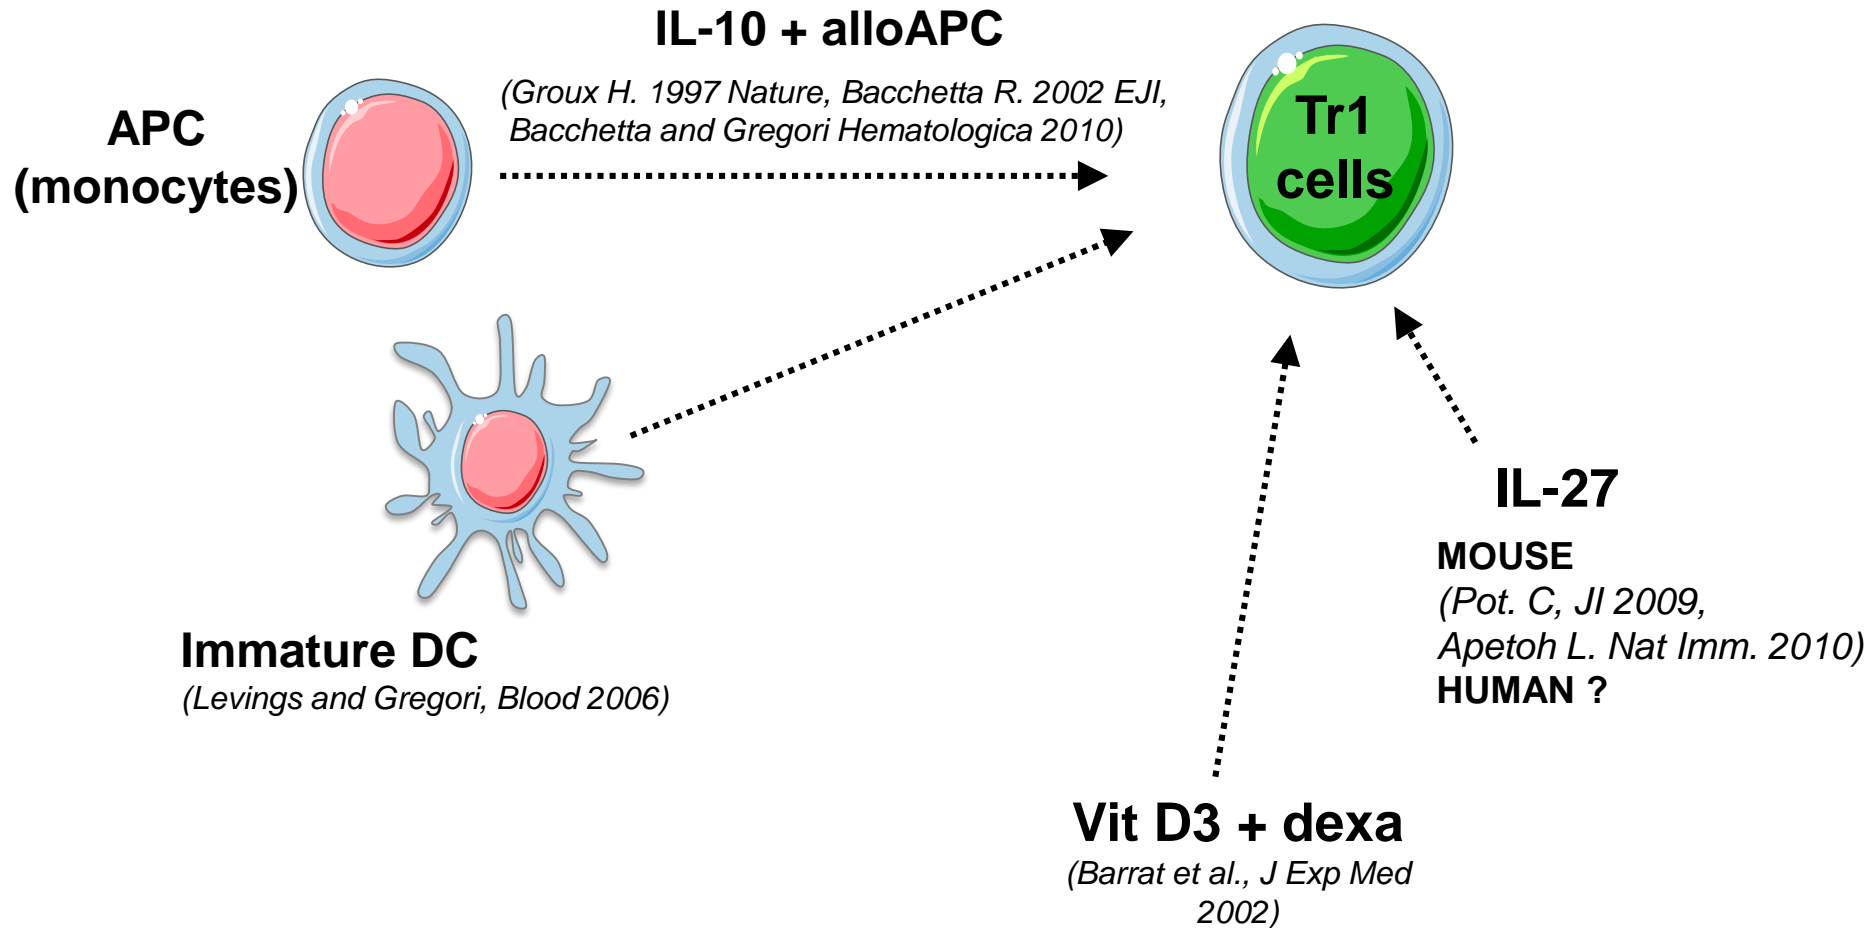 IL-10 + alloAPC
(Groux H. 1997 Nature, Bacchetta R. 2002 EJI,
Bacchetta and Gregori Hematologica 2010)
APC
(monocytes)
Tr1
cells
Immature DC
(Levings and Gregori, Blood 2006)
IL-27
MOUSE
(Pot. C, JI 2009,
Apetoh L. Nat Imm. 2010)
HUMAN ?
Vit D3 + dexa
(Barrat et al., J Exp Med
2002)